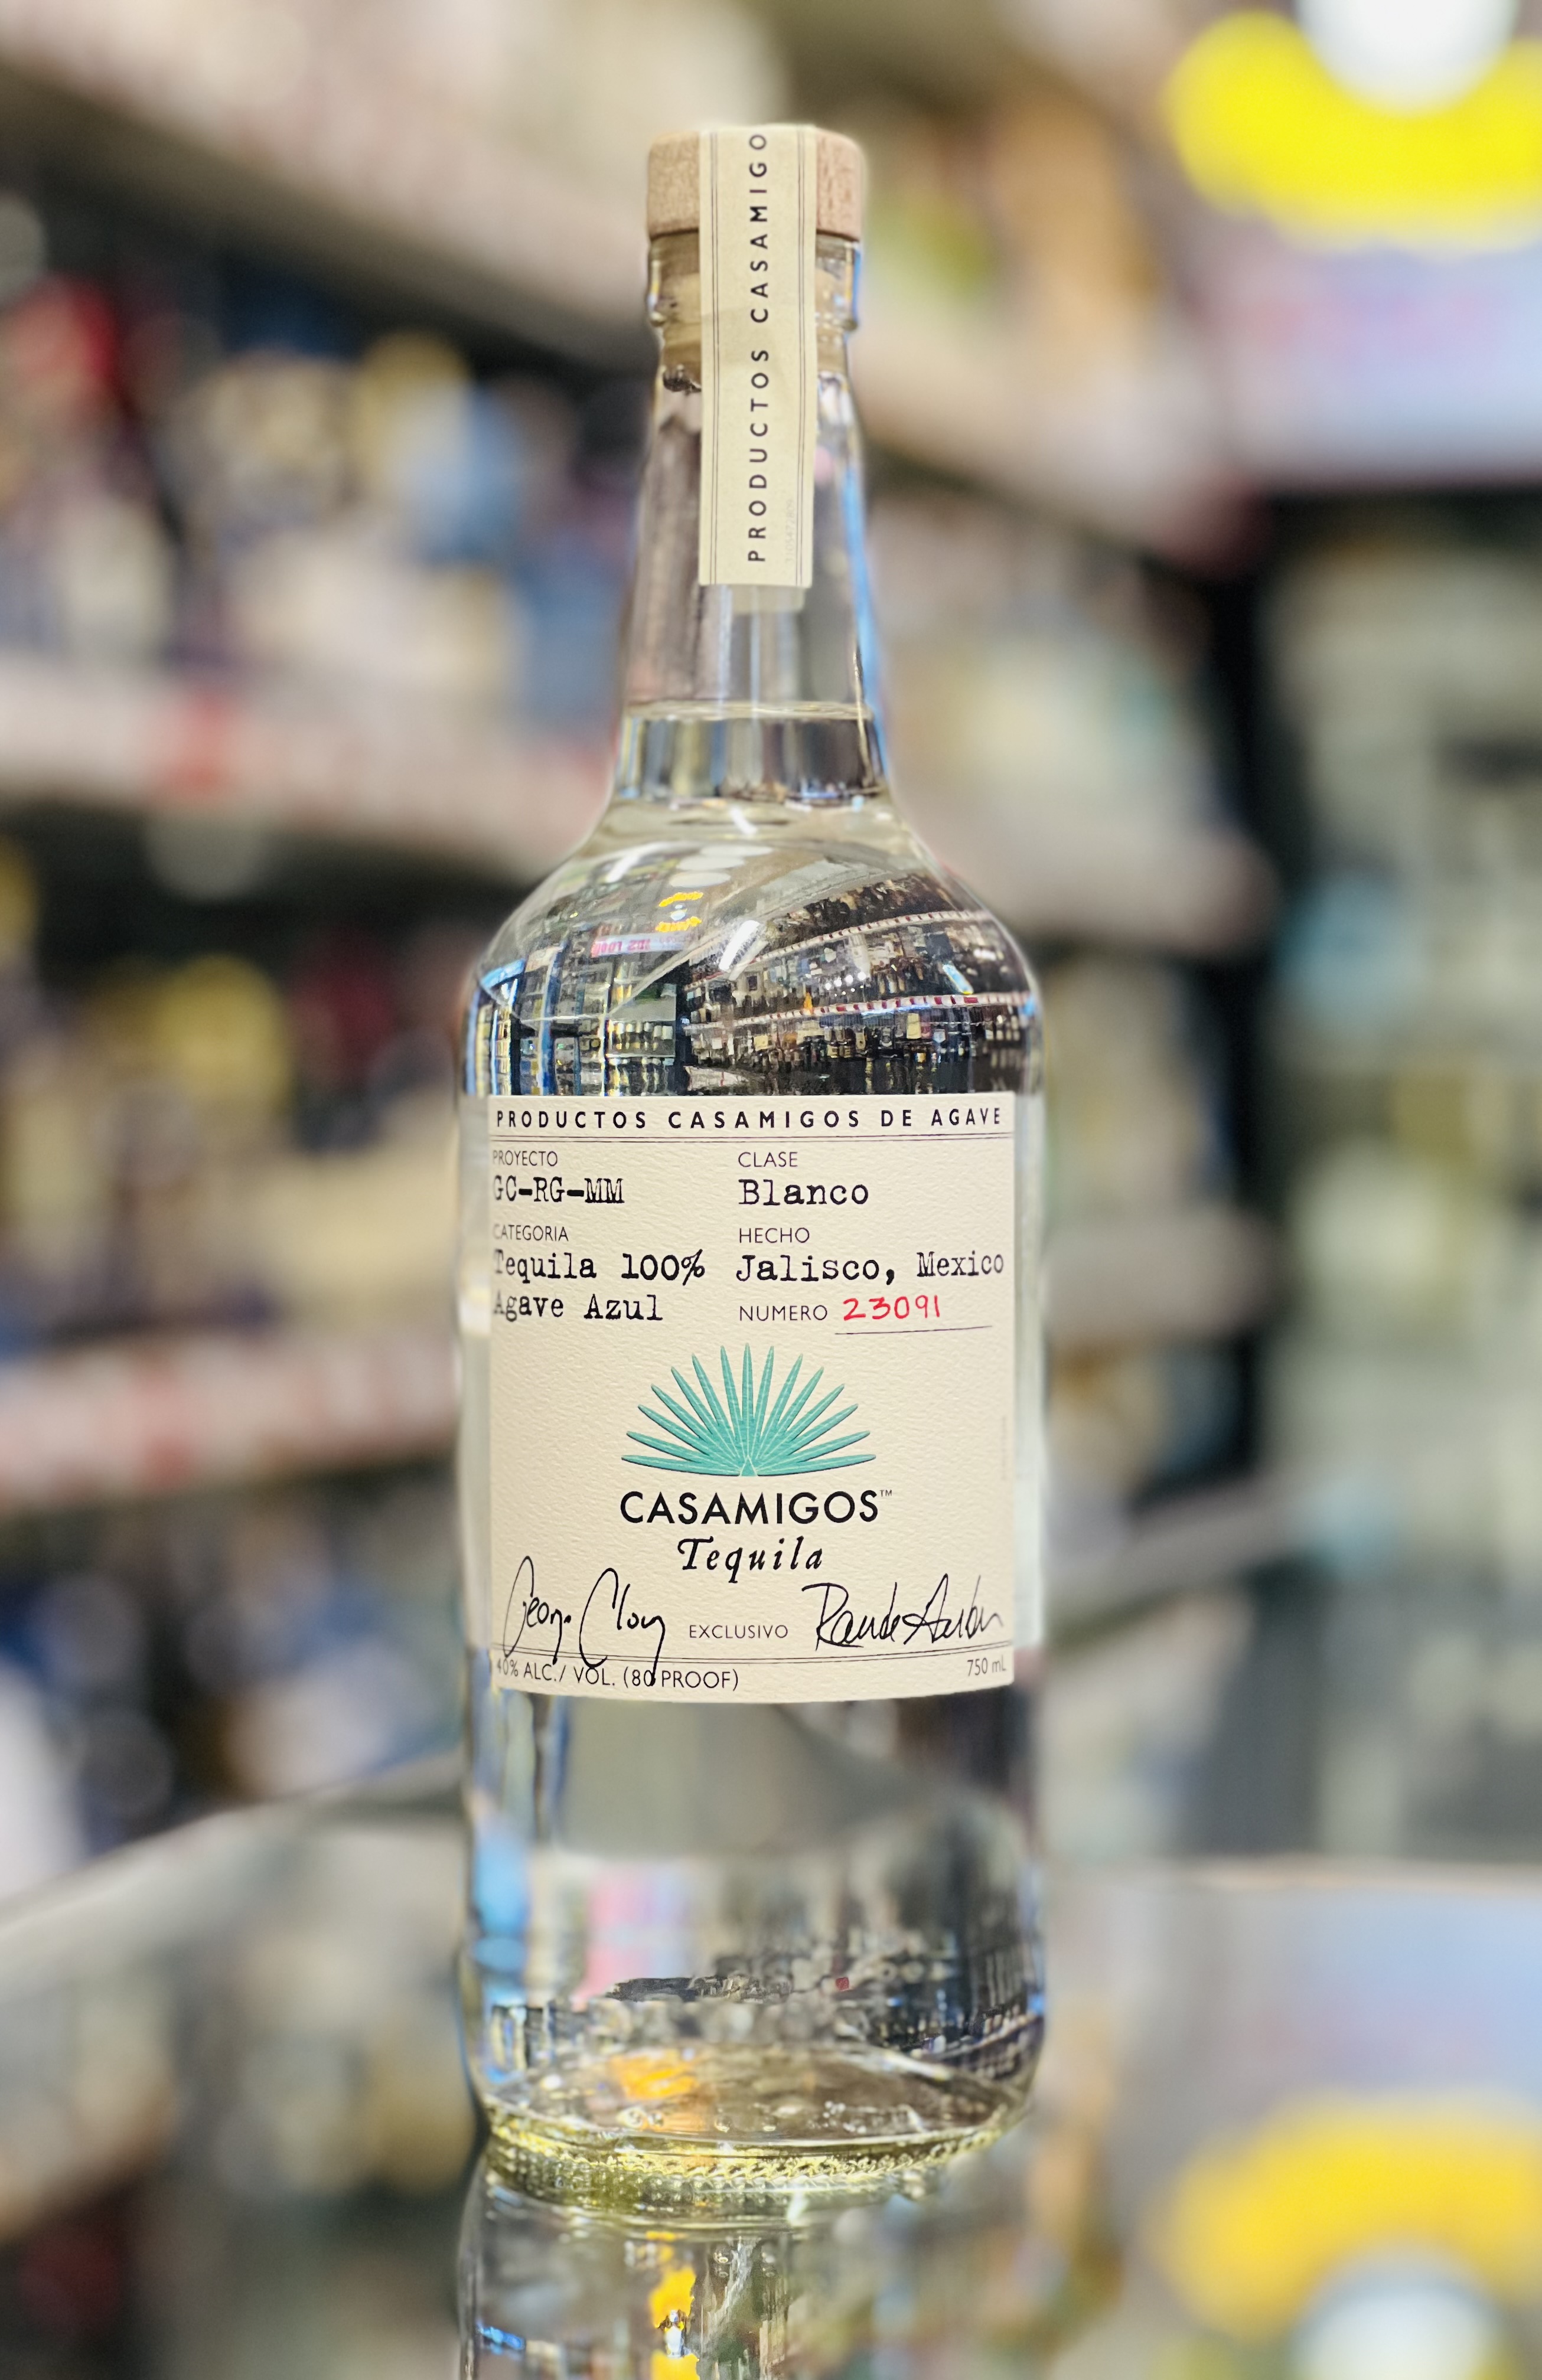 PRODUCTOS CASAMIGO
PRODUCTOS CASAMIGOS DE AGAVE
PROYECTO
GC-RG-MM
CATEGORIA
Tequila 100%
Agave Azul
CLASE
Blanco
HECHO
Jalisco, Mexico
NUMERO 23091
CASAMIGOS™
Tequila
EXCLUSIVO
40% ALC./ VOL. (80 PROOF)
750 mL